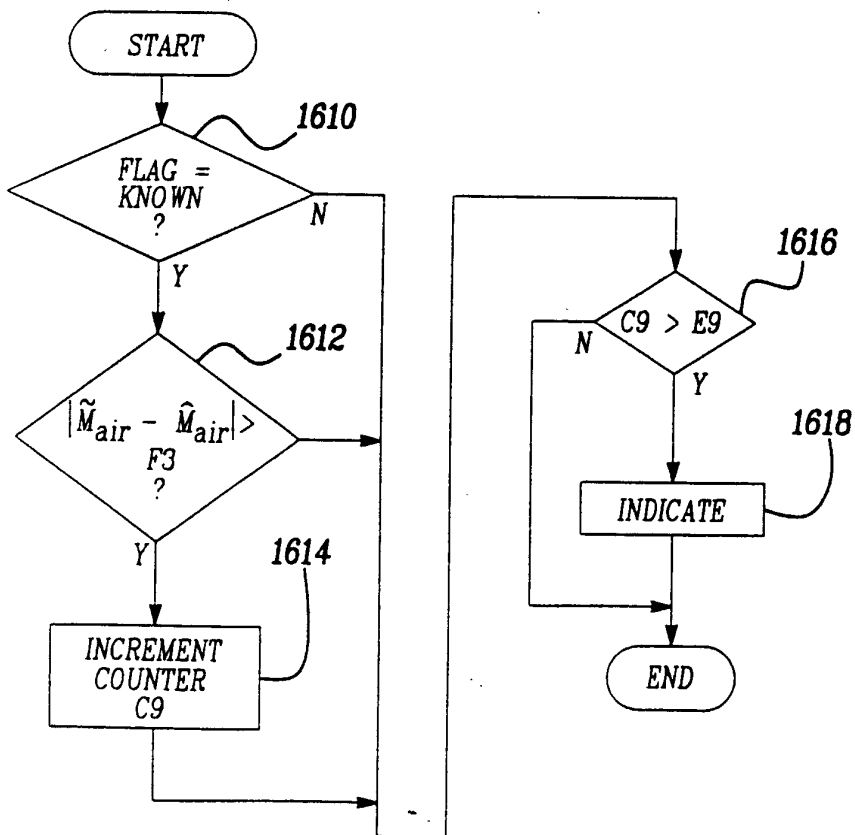 START
1610
FLAG =
KNOWN
?
N
Y
1612
|M̃air - M̂air| >
F3
?
Y
1614
INCREMENT
COUNTER
C9
1616
C9 > E9
N
Y
1618
INDICATE
END